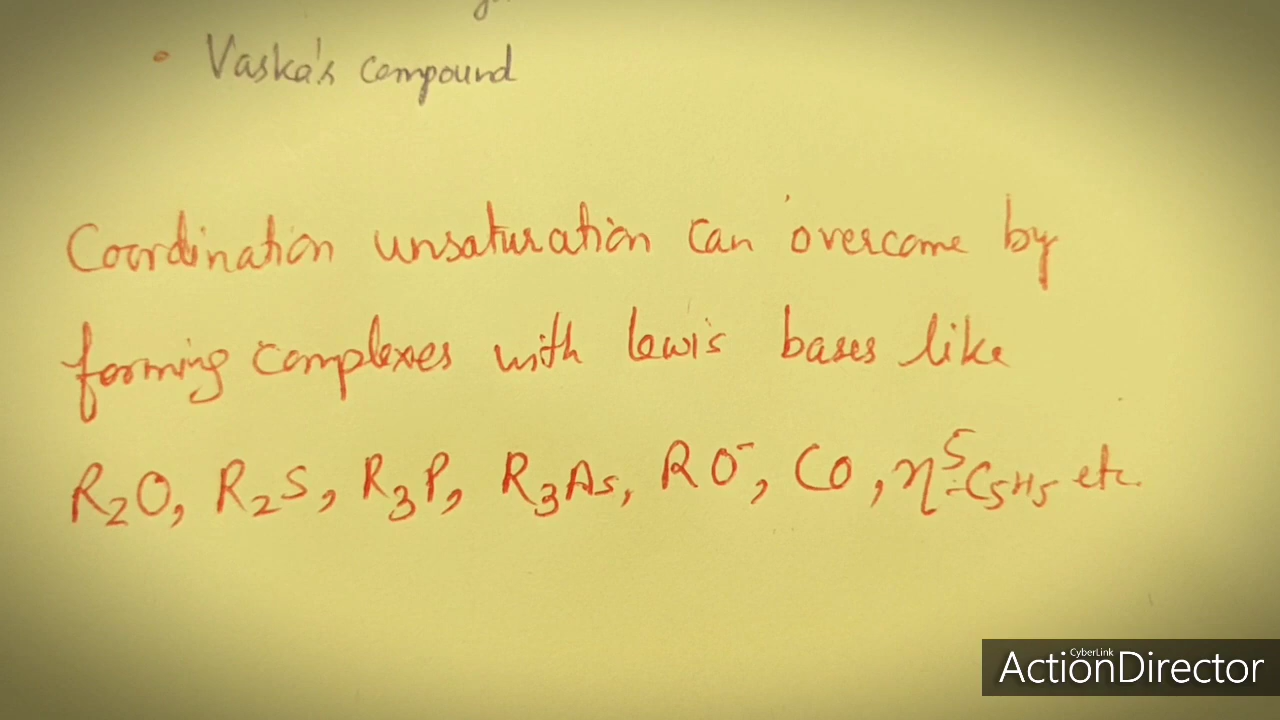 • Vaska's compound
Coordination unsaturation can overcome by
forming complexes with lewis bases like
R₂O, R₂S, R₃P, R₃As, RO⁻, CO, η⁵-C₅H₅ etc.
CyberLink
ActionDirector